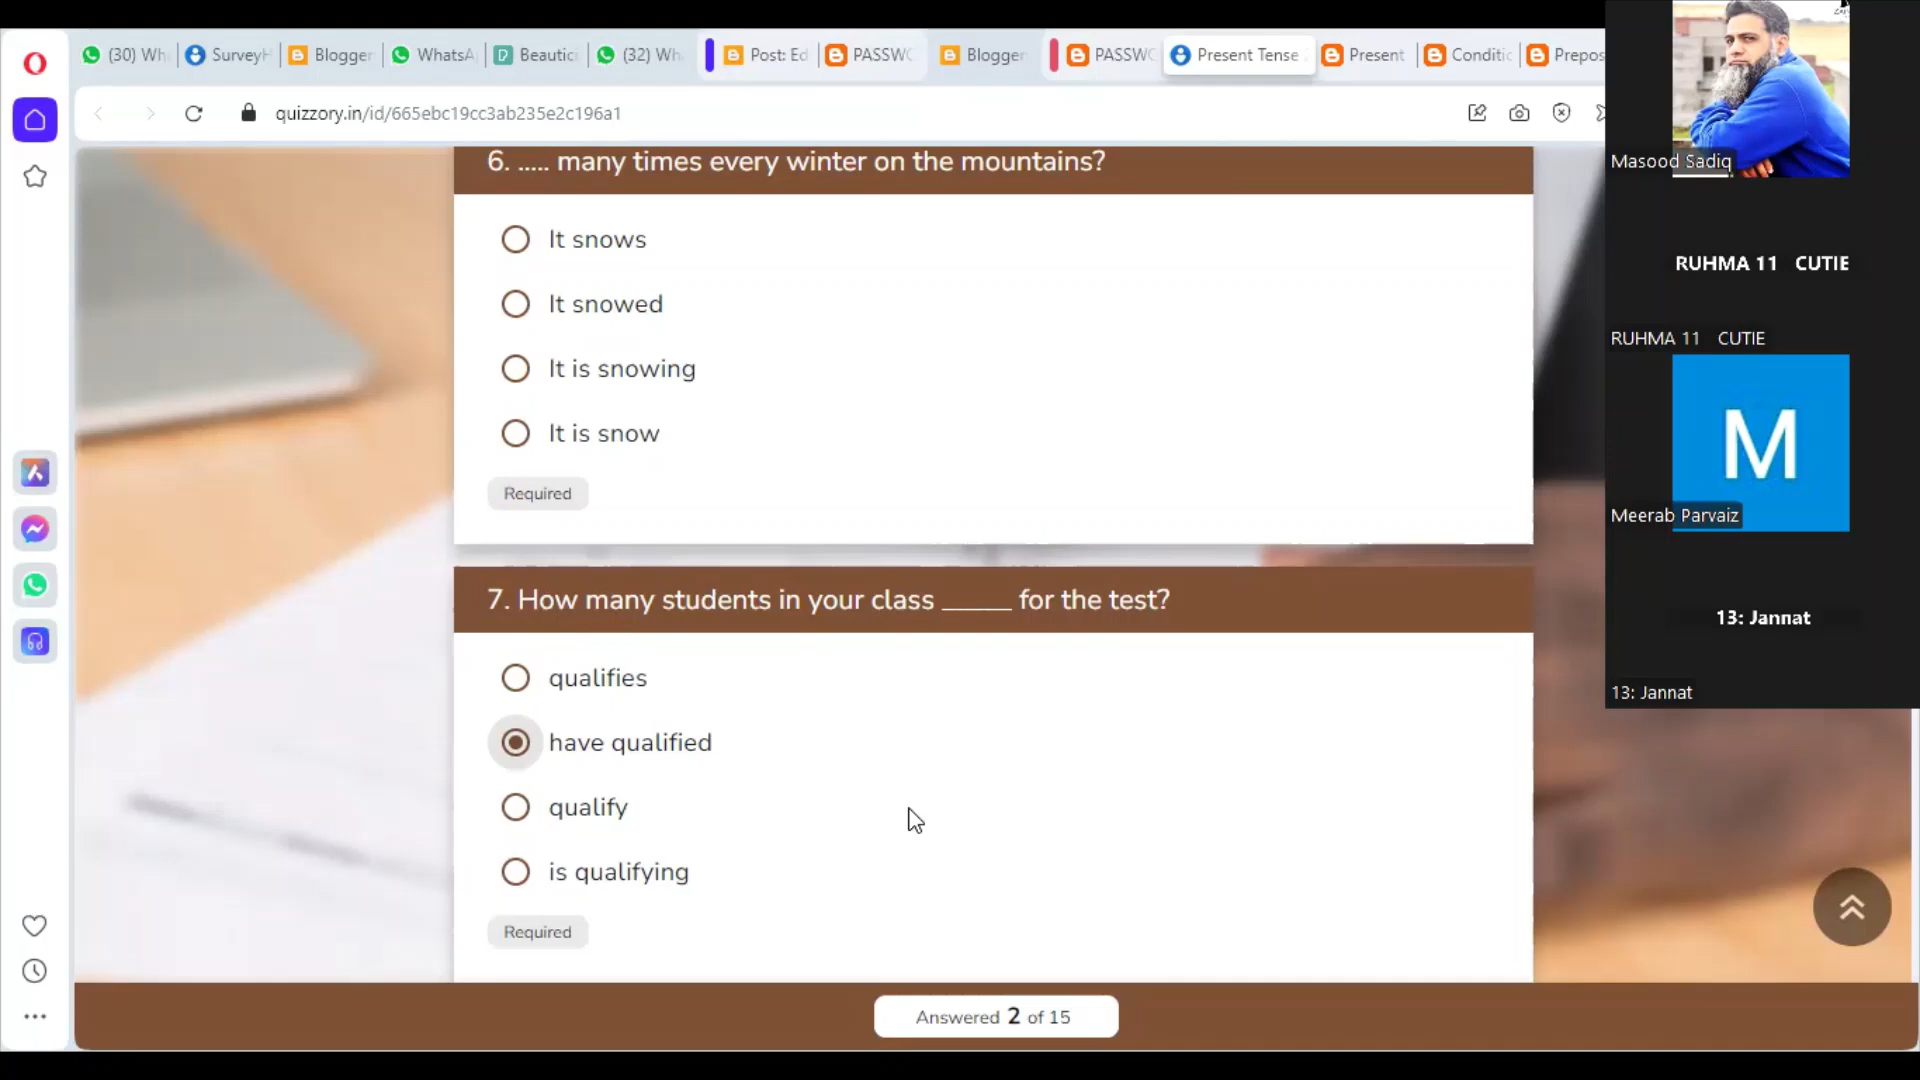 (30) Wh
SurveyH
Blogger
WhatsA
Beautici
(32) Wh
Post: Ed
PASSWO
Blogger
PASSWO
Present Tense
Present
Conditio
Prepos
quizzory.in/id/665ebc19cc3ab235e2c196a1
6. ..... many times every winter on the mountains?
It snows
It snowed
It is snowing
It is snow
Required
7. How many students in your class _____ for the test?
qualifies
have qualified
qualify
is qualifying
Required
Answered 2 of 15
Masood Sadiq
RUHMA 11 CUTIE
RUHMA 11 CUTIE
M
Meerab Parvaiz
13: Jannat
13: Jannat